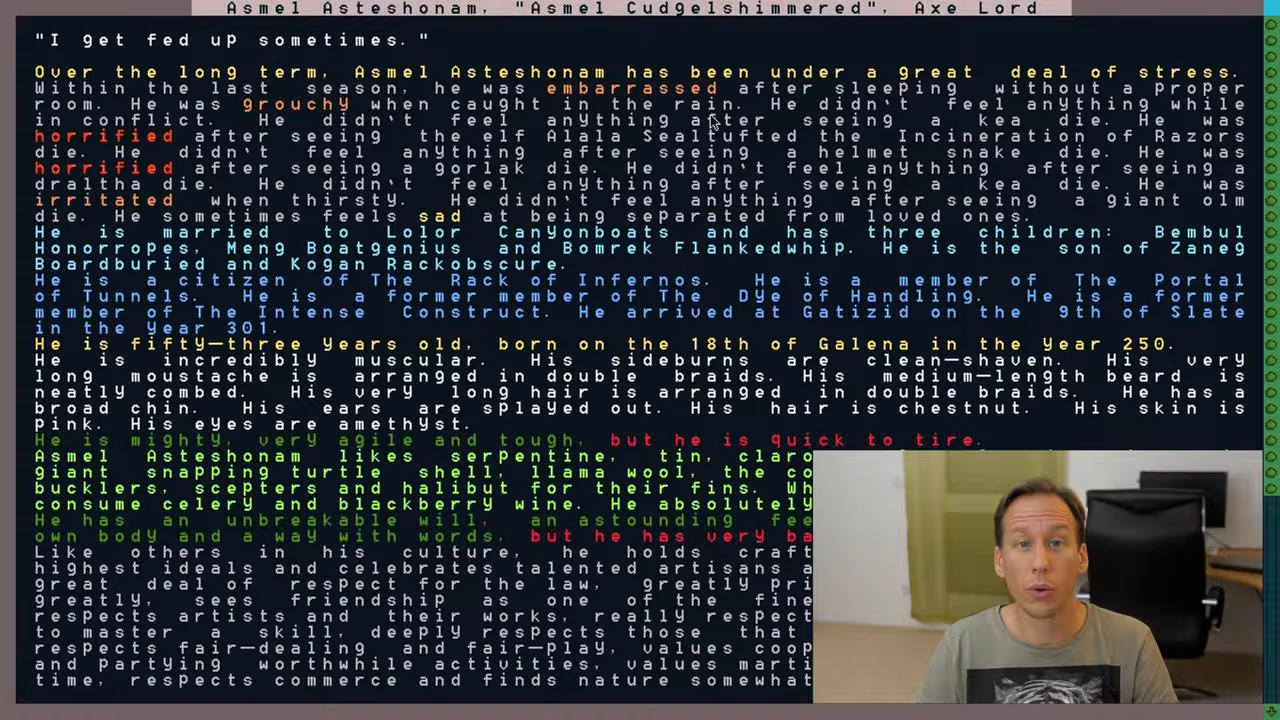 Asmel Asteshonam, "Asmel Cudgelshimmered", Axe Lord
"I get fed up sometimes."
Over the long term, Asmel Asteshonam has been under a great deal of stress.
Within the last season, he was embarrassed after sleeping without a proper
room. He was grouchy when caught in the rain. He didn't feel anything while
in conflict. He didn't feel anything after seeing a kea die. He was
horrified after seeing the elf Alala Sealtufted the Incineration of Razors
die. He didn't feel anything after seeing a helmet snake die. He was
horrified after seeing a gorlak die. He didn't feel anything after seeing a
draltha die. He didn't feel anything after seeing a kea die. He was
irritated when thirsty. He didn't feel anything after seeing a giant olm
die. He sometimes feels sad at being separated from loved ones.
He is married to Lolor Canyonboats and has three children: Bembul
Honorropes, Meng Boatgenius and Bomrek Flankedwhip. He is the son of Zaneg
Boardburied and Kogan Rackobscure.
He is a citizen of The Rack of Infernos. He is a member of The Portal
of Tunnels. He is a former member of The Dye of Handling. He is a former
member of The Intense Construct. He arrived at Gatizid on the 9th of Slate
in the year 301.
He is fifty-three years old, born on the 18th of Galena in the year 250.
He is incredibly muscular. His sideburns are clean-shaven. His very
long moustache is arranged in double braids. His medium-length beard is
neatly combed. His very long hair is arranged in double braids. He has a
broad chin. His ears are splayed out. His hair is chestnut. His skin is
pink. His eyes are amethyst.
He is mighty, very agile and tough, but he is quick to tire.
Asmel Asteshonam likes serpentine, tin, claro
giant snapping turtle shell, llama wool, the co
bucklers, scepters and halibut for their fins. Wh
consume celery and blackberry wine. He absolutely
He has an unbreakable will, an astounding fee
own body and a way with words, but he has very ba
Like others in his culture, he holds craft
highest ideals and celebrates talented artisans a
great deal of respect for the law, greatly pri
greatly, sees friendship as one of the fine
respects artists and their works, really respect
to master a skill, deeply respects those that
respects fair-dealing and fair-play, values coop
and partying worthwhile activities, values marti
time, respects commerce and finds nature somewhat